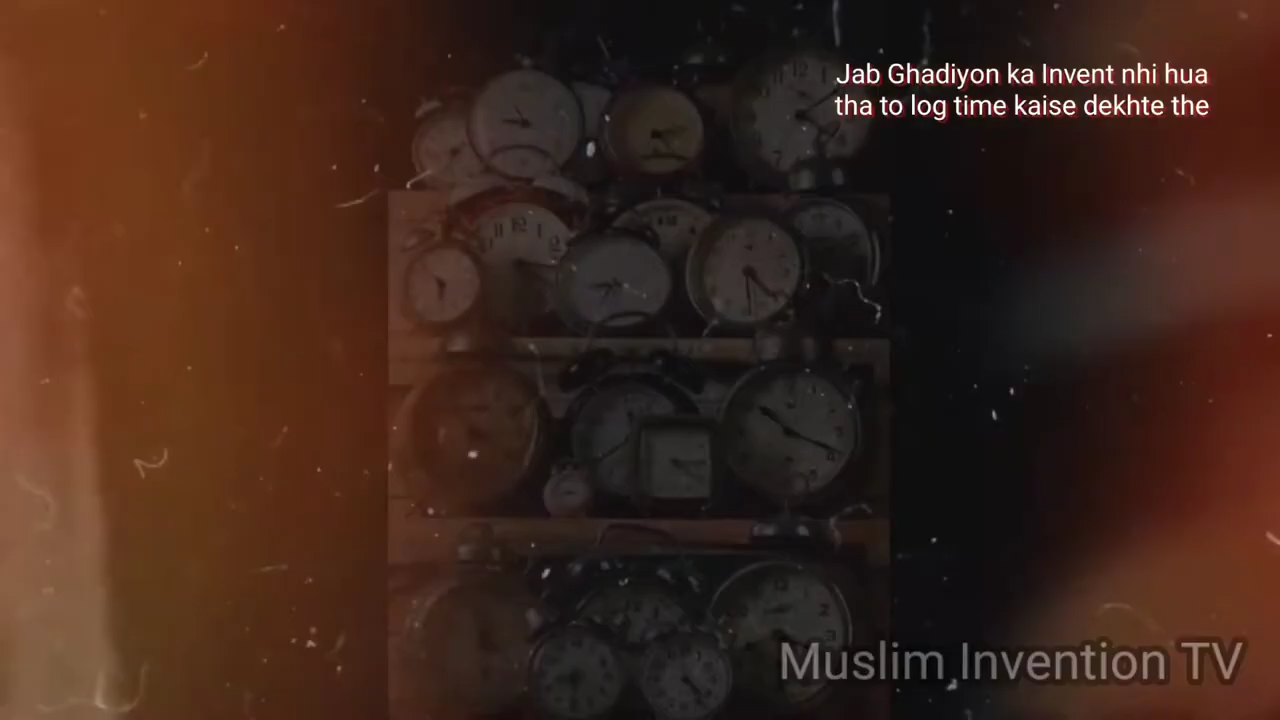 Jab Ghadiyon ka Invent nhi hua
tha to log time kaise dekhte the
Muslim Invention TV